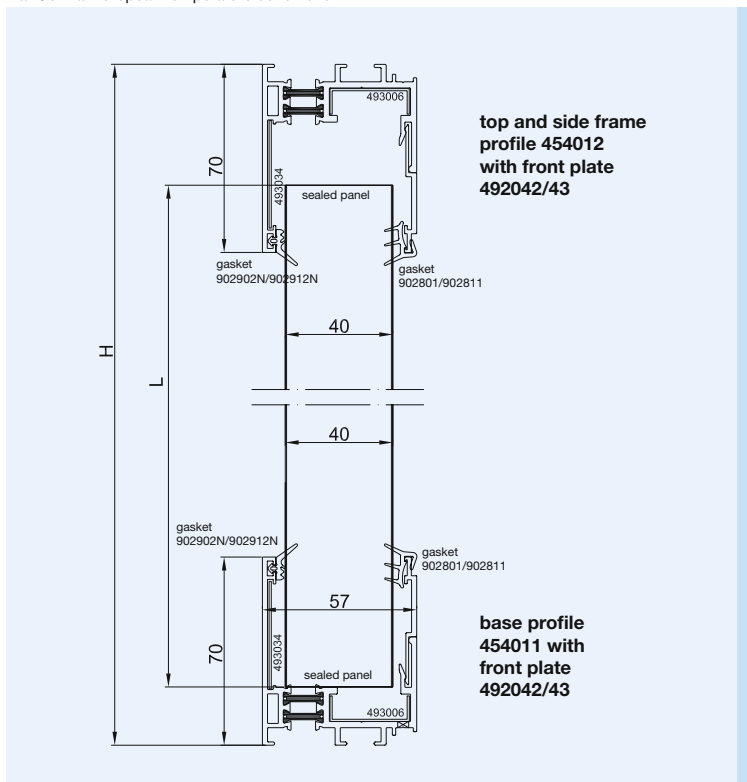 70
493006
top and side frame
profile 454012
with front plate
492042/43
493034
sealed panel
gasket
902902N/902912N
gasket
902801/902811
40
H
L
40
gasket
902902N/902912N
gasket
902801/902811
57
70
493034
base profile
454011 with
front plate
492042/43
sealed panel
493006